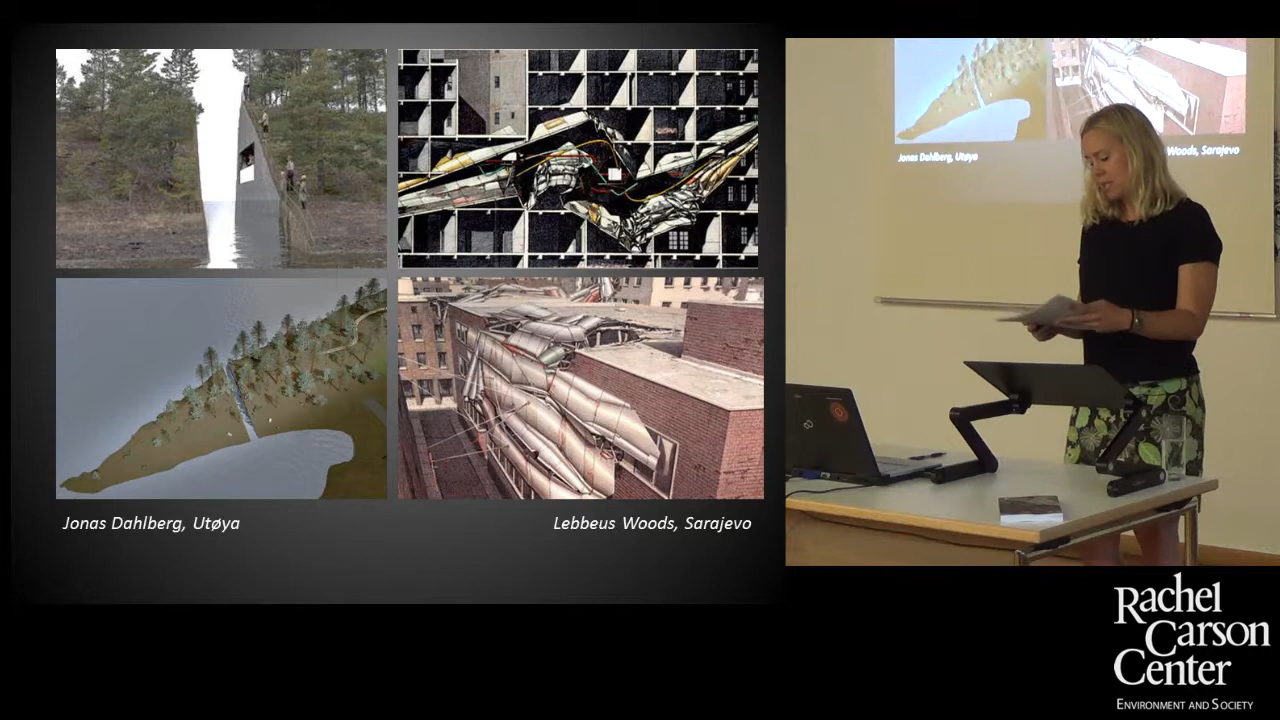 Jonas Dahlberg, Utøya
Lebbeus Woods, Sarajevo
Jonas Dahlberg, Utøya
Woods, Sarajevo
Rachel
Carson
Center
ENVIRONMENT AND SOCIETY